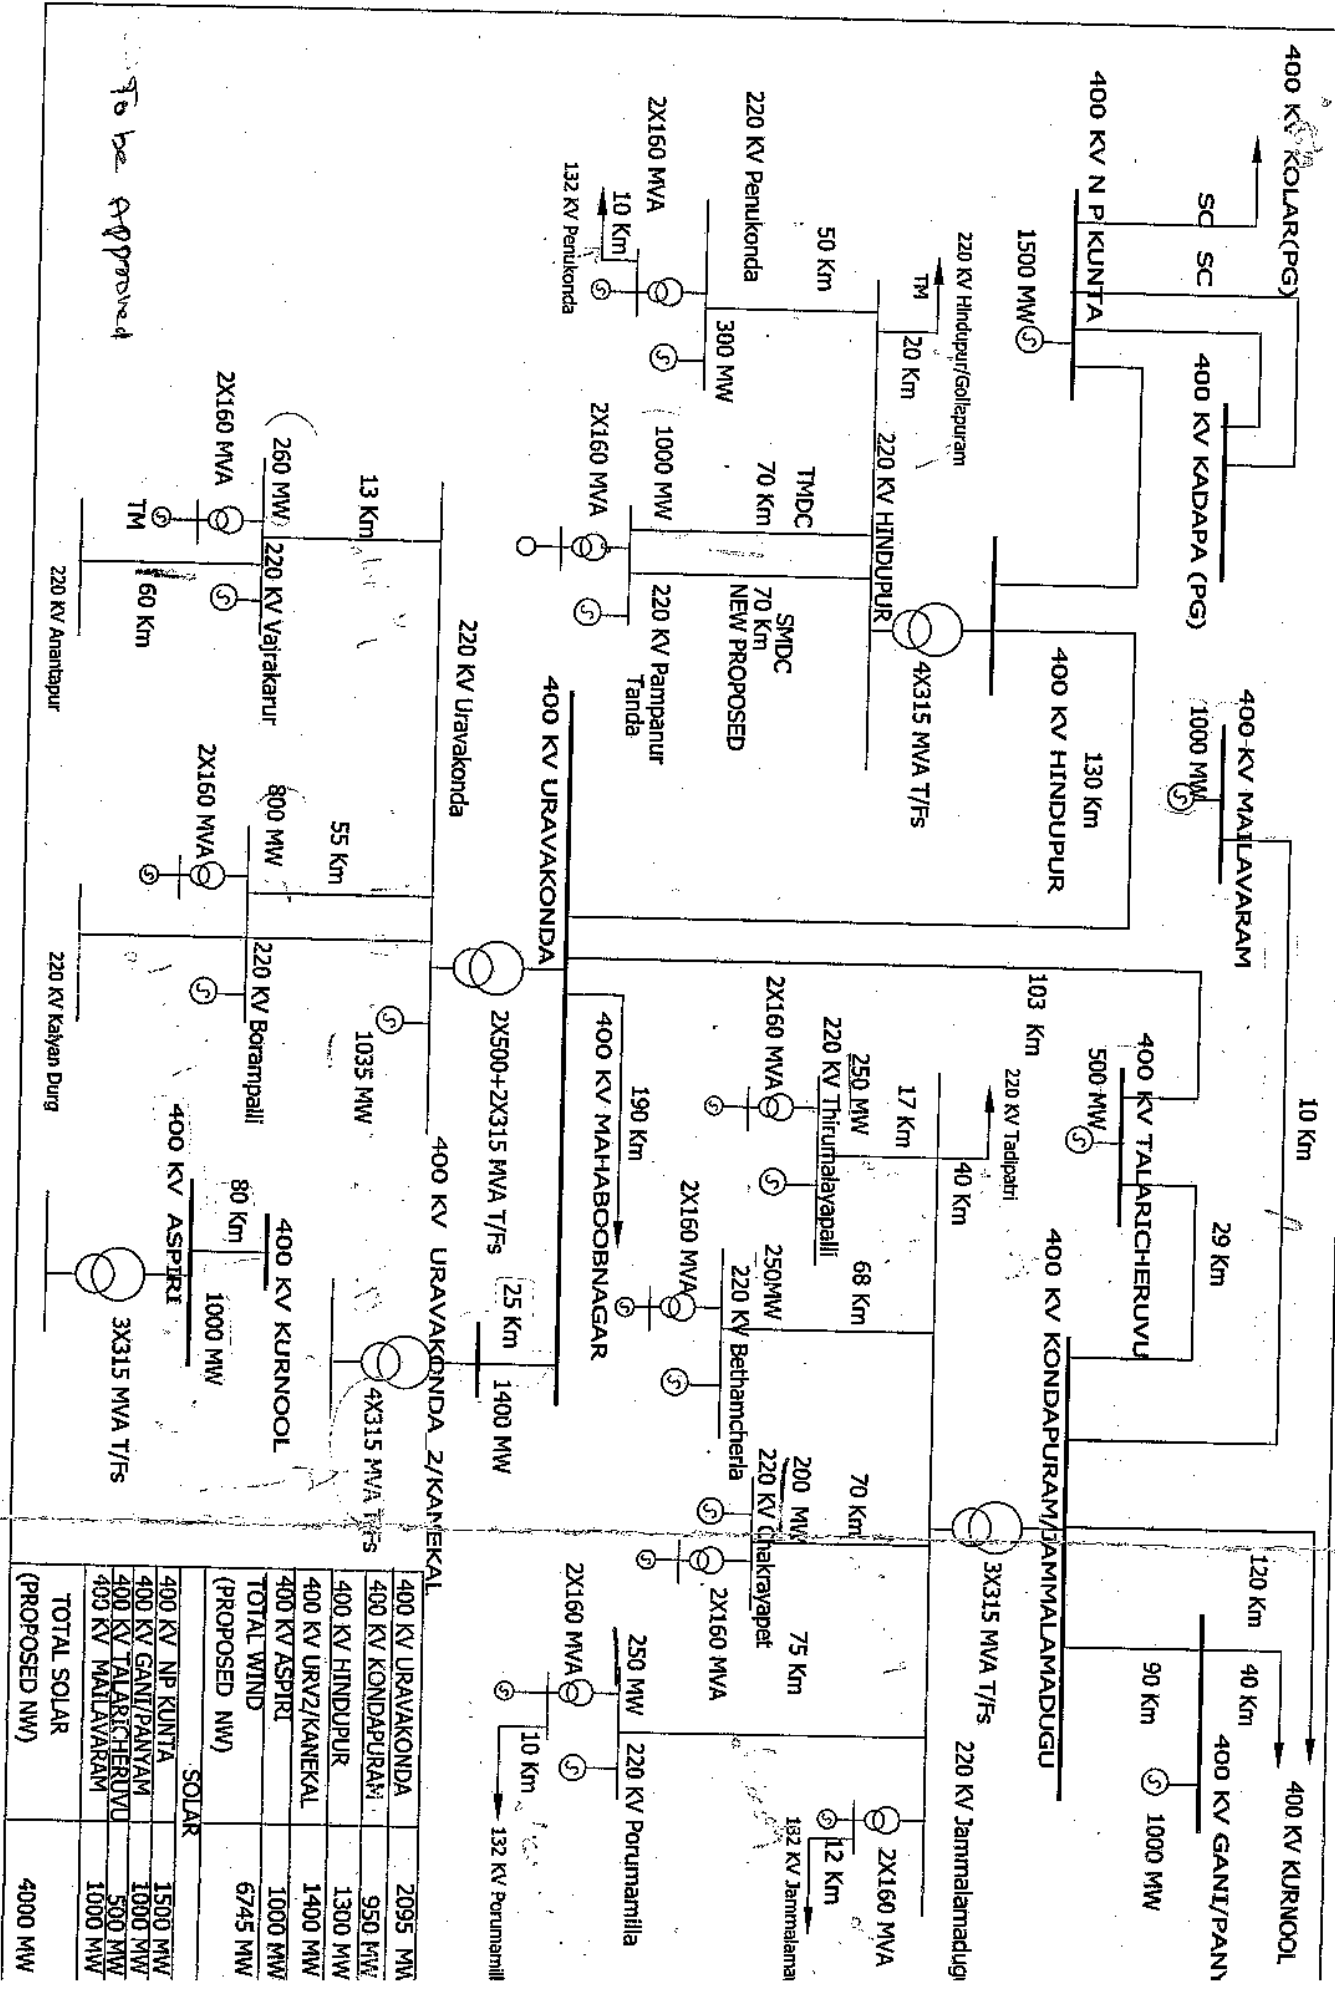 400 KV KOLAR(PG)
SC
SC
400 KV N P KUNTA
1500 MW
400 KV KADAPA (PG)
400 KV MAILAVARAM
1000 MW
10 Km
400 KV KURNOOL
120 Km
40 Km
400 KV GANI/PANY
90 Km
1000 MW
400 KV TALARICHERUVU
500 MW
29 Km
103 Km
400 KV HINDUPUR
130 Km
4X315 MVA T/Fs
400 KV KONDAPURAM/JAMMALAMADUGU
3X315 MVA T/Fs
220 KV Jammalamadugu
220 KV Hindupur/Gollapuram
TM
20 Km
220 KV HINDUPUR
50 Km
220 KV Penukonda
300 MW
2X160 MVA
10 Km
132 KV Penukonda
TMDC
70 Km
SMDC
70 Km
NEW PROPOSED
1000 MW
2X160 MVA
220 KV Pampanur
Tanda
220 KV Tadipatri
40 Km
17 Km
250 MW
220 KV Thirumalayapalli
2X160 MVA
68 Km
250MW
220 KV Bethamcherla
2X160 MVA
70 Km
200 MW
220 KV Chakrayapet
2X160 MVA
75 Km
250 MW
220 KV Porumamilla
2X160 MVA
10 Km
132 KV Porumamill
2X160 MVA
12 Km
132 KV Jammalama
400 KV URAVAKONDA
400 KV MAHABOOBNAGAR
190 Km
2X500+2X315 MVA T/Fs
25 Km
1400 MW
400 KV URAVAKONDA_2/KANEKAL
4X315 MVA T/Fs
220 KV Uravakonda
1035 MW
13 Km
260 MW
220 KV Vajrakarur
2X160 MVA
TM
60 Km
220 KV Anantapur
55 Km
800 MW
220 KV Borampalli
2X160 MVA
220 KV Kalyan Durg
400 KV KURNOOL
80 Km
400 KV ASPIRI
1000 MW
3X315 MVA T/Fs
To be Approved
400 KV URAVAKONDA 2095 MW
400 KV KONDAPURAM 950 MW
400 KV HINDUPUR 1300 MW
400 KV URV2/KANEKAL 1400 MW
400 KV ASPIRI 1000 MW
TOTAL WIND 6745 MW
(PROPOSED NW)
SOLAR
400 KV NP KUNTA 1500 MW
400 KV GANI/PANYAM 1000 MW
400 KV TALARICHERUVU 500 MW
400 KV MAILAVARAM 1000 MW
TOTAL SOLAR 4000 MW
(PROPOSED NW)